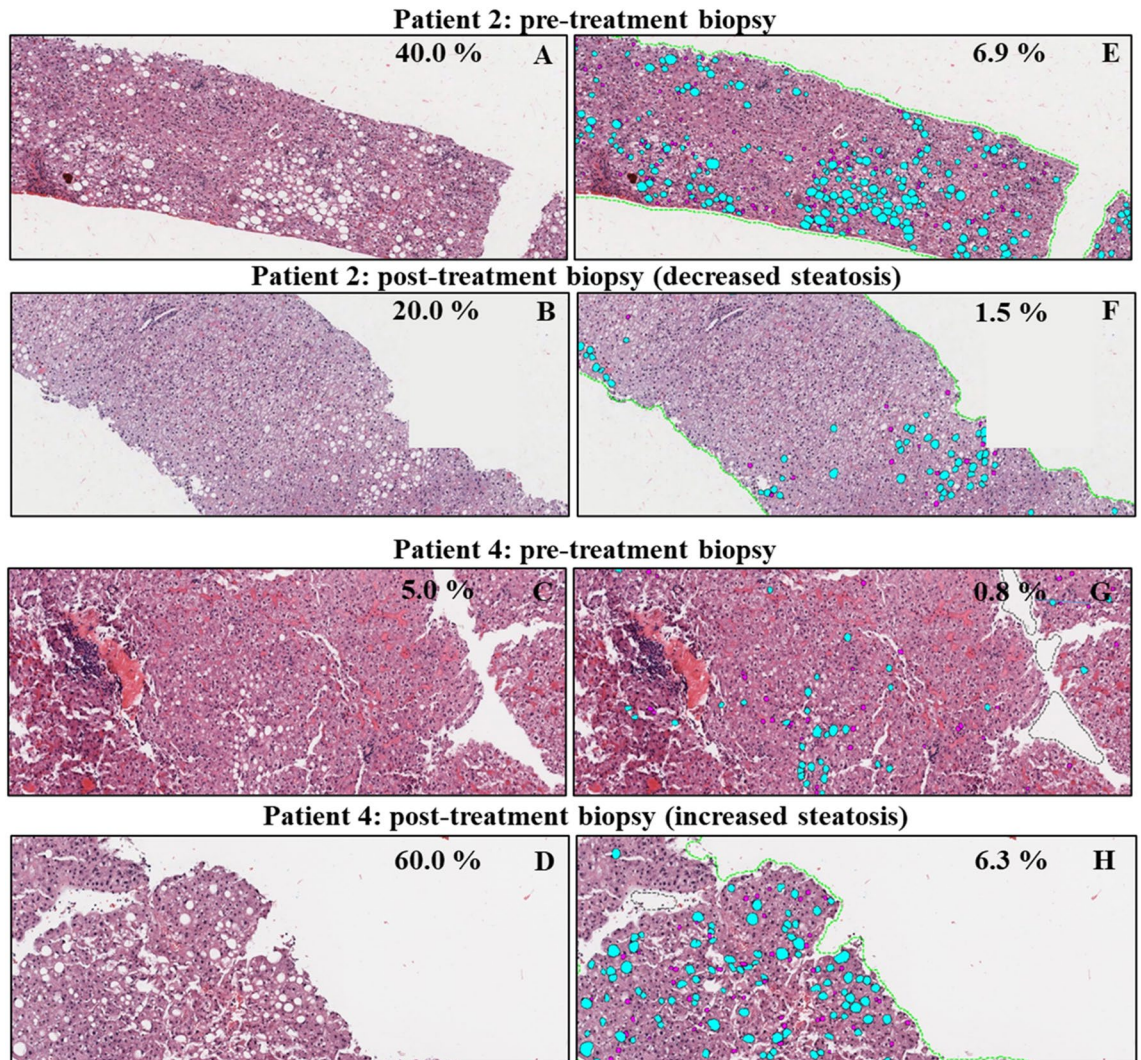 Patient 2: pre-treatment biopsy
40.0 % A 6.9 % E
Patient 2: post-treatment biopsy (decreased steatosis)
20.0 % B 1.5 % F
Patient 4: pre-treatment biopsy
5.0 % C 0.8 % G
Patient 4: post-treatment biopsy (increased steatosis)
60.0 % D 6.3 % H